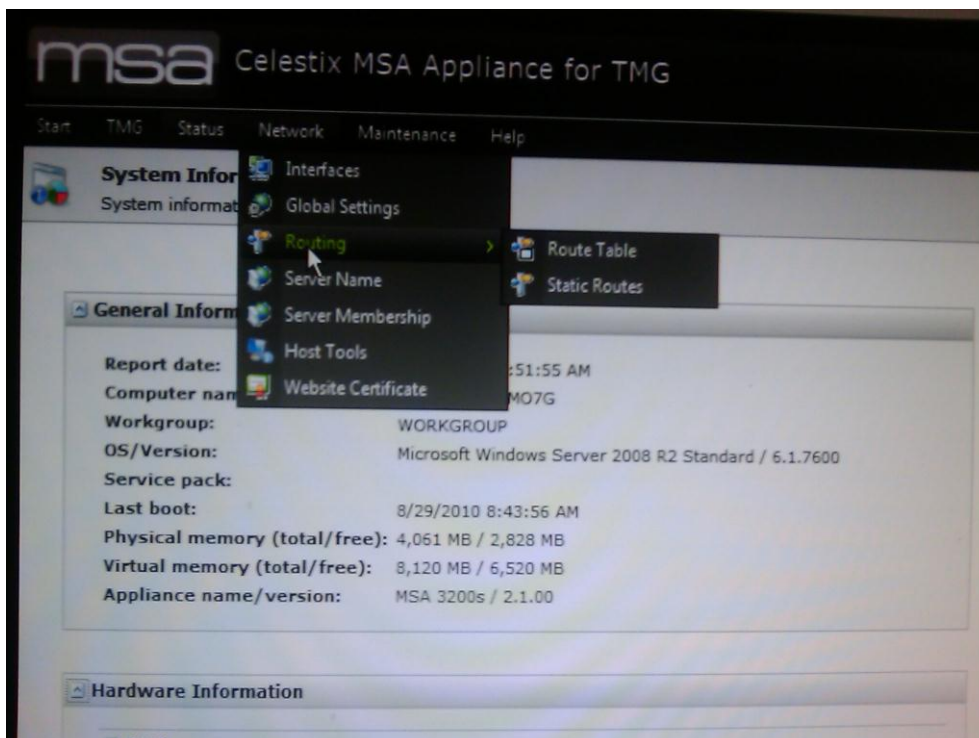 msa Celestix MSA Appliance for TMG
Start TMG Status Network Maintenance Help
System Infor
System informat
Interfaces
Global Settings
Routing
Route Table
Static Routes
Server Name
Server Membership
Host Tools
Website Certificate
General Inform
Report date: :51:55 AM
Computer nam MO7G
Workgroup: WORKGROUP
OS/Version: Microsoft Windows Server 2008 R2 Standard / 6.1.7600
Service pack:
Last boot: 8/29/2010 8:43:56 AM
Physical memory (total/free): 4,061 MB / 2,828 MB
Virtual memory (total/free): 8,120 MB / 6,520 MB
Appliance name/version: MSA 3200s / 2.1.00
Hardware Information